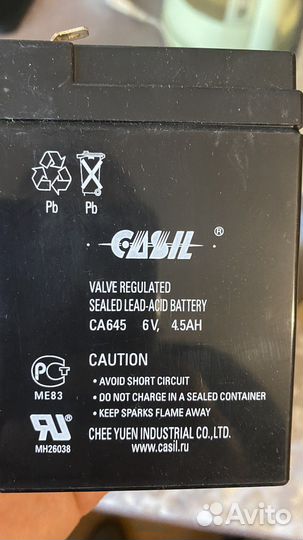 Pb Pb
CASIL ®
VALVE REGULATED
SEALED LEAD-ACID BATTERY
CA645 6V, 4.5AH
CAUTION
• AVOID SHORT CIRCUIT
• DO NOT CHARGE IN A SEALED CONTAINER
• KEEP SPARKS FLAME AWAY
РСТ
ME83
RU
MH26038
CHEE YUEN INDUSTRIAL CO.,LTD.
www.casil.ru
Avito